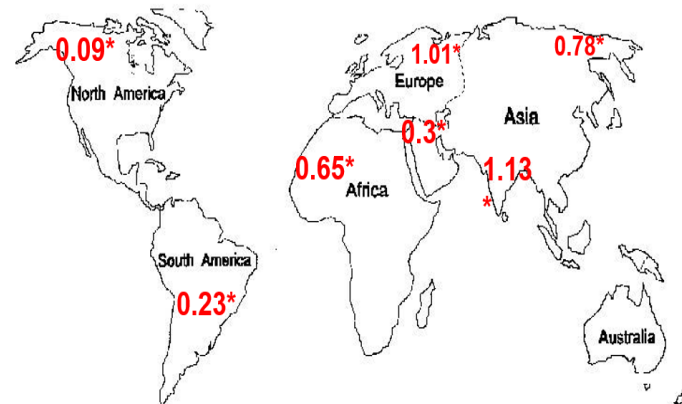 0.09*
1.01*
0.78*
North America
Europe
Asia
0.3*
0.65*
1.13
*
Africa
South America
0.23*
Australia